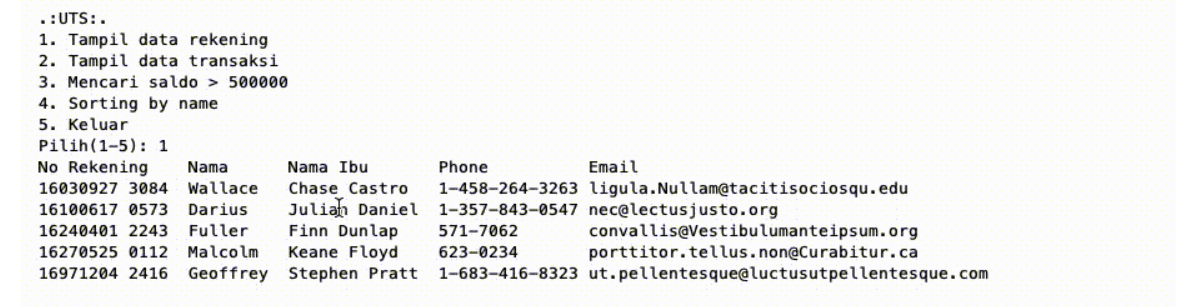 .:UTS:.
1. Tampil data rekening
2. Tampil data transaksi
3. Mencari saldo > 500000
4. Sorting by name
5. Keluar
Pilih(1-5): 1
No Rekening Nama Nama Ibu Phone Email
16030927 3084 Wallace Chase Castro 1-458-264-3263 ligula.Nullam@tacitisociosqu.edu
16100617 0573 Darius Julian Daniel 1-357-843-0547 nec@lectusjusto.org
16240401 2243 Fuller Finn Dunlap 571-7062 convallis@Vestibulumanteipsum.org
16270525 0112 Malcolm Keane Floyd 623-0234 porttitor.tellus.non@Curabitur.ca
16971204 2416 Geoffrey Stephen Pratt 1-683-416-8323 ut.pellentesque@luctusutpellentesque.com